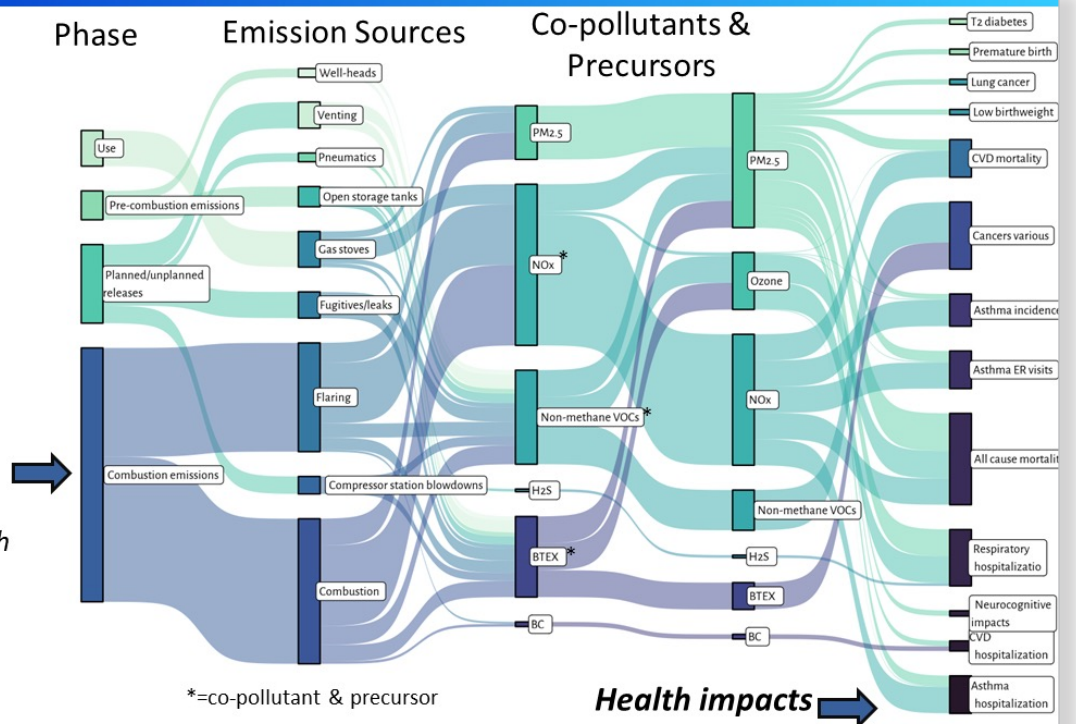 Phase
Emission Sources
Co-pollutants &
Precursors
Use
Pre-combustion emissions
Planned/unplanned
releases
Combustion emissions
Well-heads
Venting
Pneumatics
Open storage tanks
Gas stoves
Fugitives/leaks
Flaring
Compressor station blowdowns
Combustion
PM2.5
NOx*
Non-methane VOCs*
H2S
BTEX*
BC
PM2.5
Ozone
NOx
Non-methane VOCs
H2S
BTEX
BC
T2 diabetes
Premature birth
Lung cancer
Low birthweight
CVD mortality
Cancers various
Asthma incidence
Asthma ER visits
All cause mortalit
Respiratory
hospitalizatio
Neurocognitive
impacts
CVD
hospitalization
Asthma
hospitalization
*=co-pollutant & precursor
Health impacts